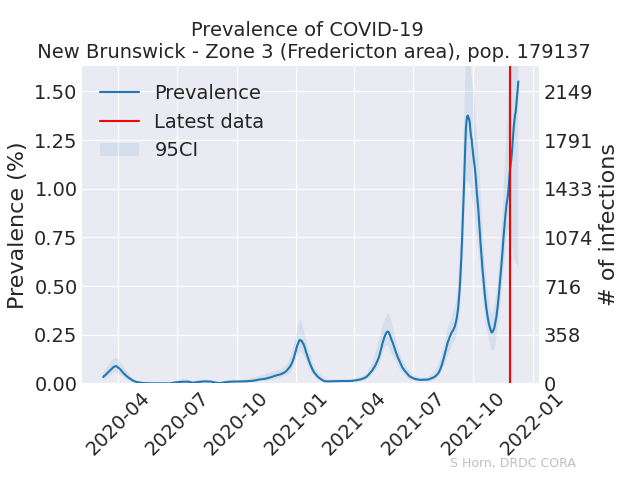 Prevalence of COVID-19
New Brunswick - Zone 3 (Fredericton area), pop. 179137
Prevalence
Latest data
95CI
Prevalence (%)
1.50
1.25
1.00
0.75
0.50
0.25
0.00
2149
1791
1433
1074
716
358
0
# of infections
2020-04
2020-07
2020-10
2021-01
2021-04
2021-07
2021-10
2022-01
S Horn, DRDC CORA